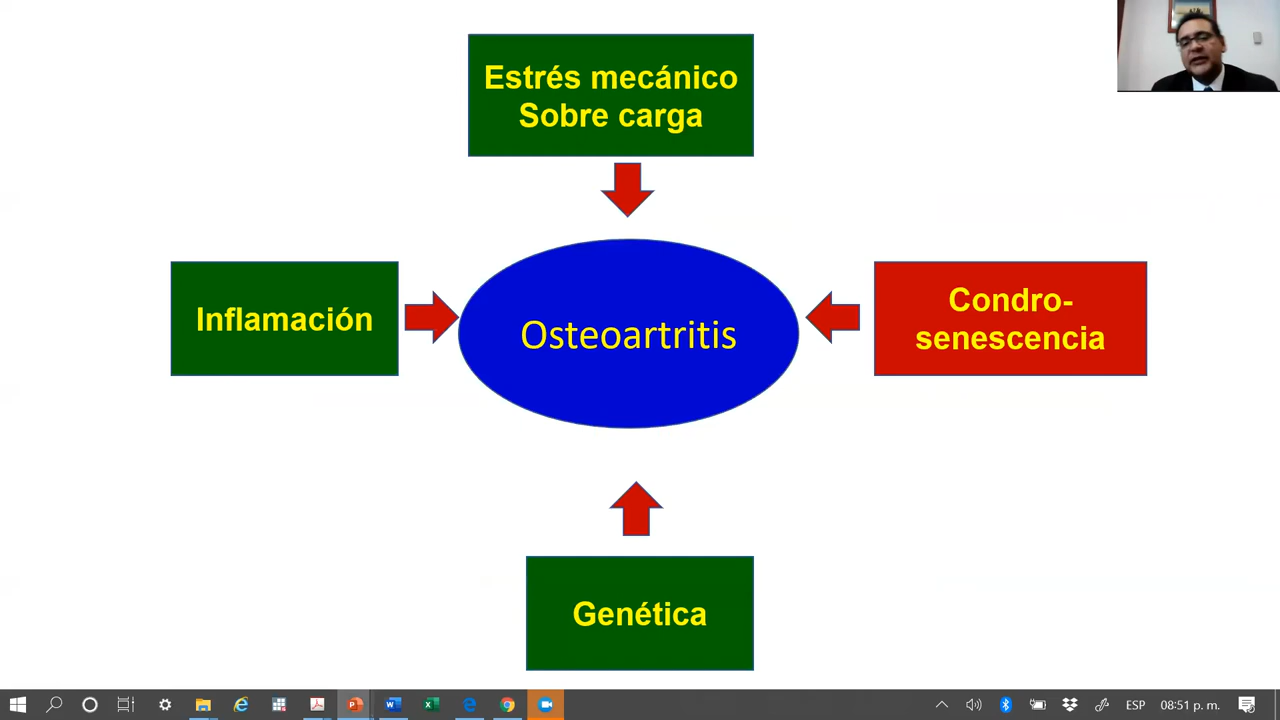 Estrés mecánico
Sobre carga
Inflamación
Osteoartritis
Condro-
senescencia
Genética
ESP
08:51 p. m.